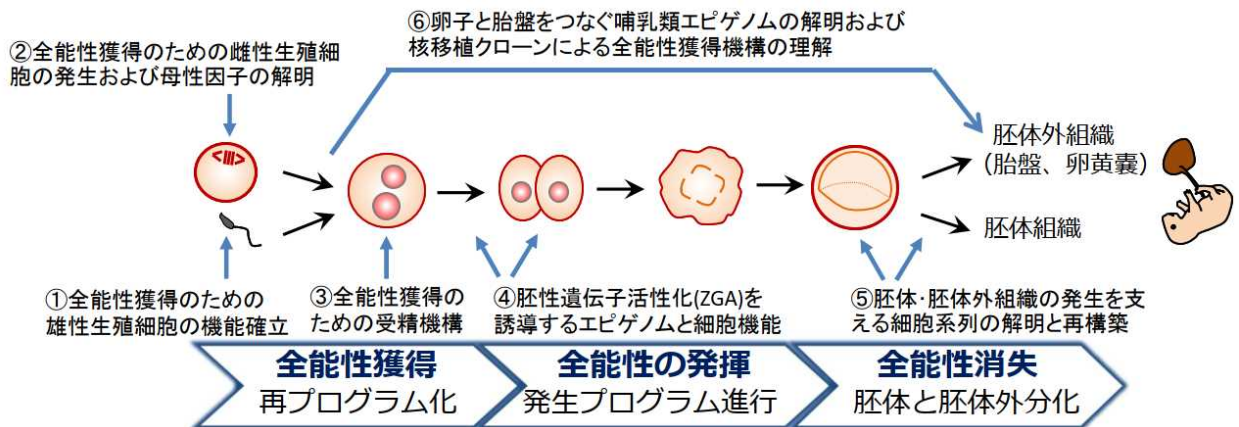 ⑥卵子と胎盤をつなぐ哺乳類エピゲノムの解明および
核移植クローンによる全能性獲得機構の理解
②全能性獲得のための雌性生殖細
胞の発生および母性因子の解明
胚体外組織
(胎盤、卵黄嚢)
胚体組織
①全能性獲得のための
雄性生殖細胞の機能確立
③全能性獲得の
ための受精機構
④胚性遺伝子活性化(ZGA)を
誘導するエピゲノムと細胞機能
⑤胚体・胚体外組織の発生を支
える細胞系列の解明と再構築
全能性獲得
再プログラム化
全能性の発揮
発生プログラム進行
全能性消失
胚体と胚体外分化